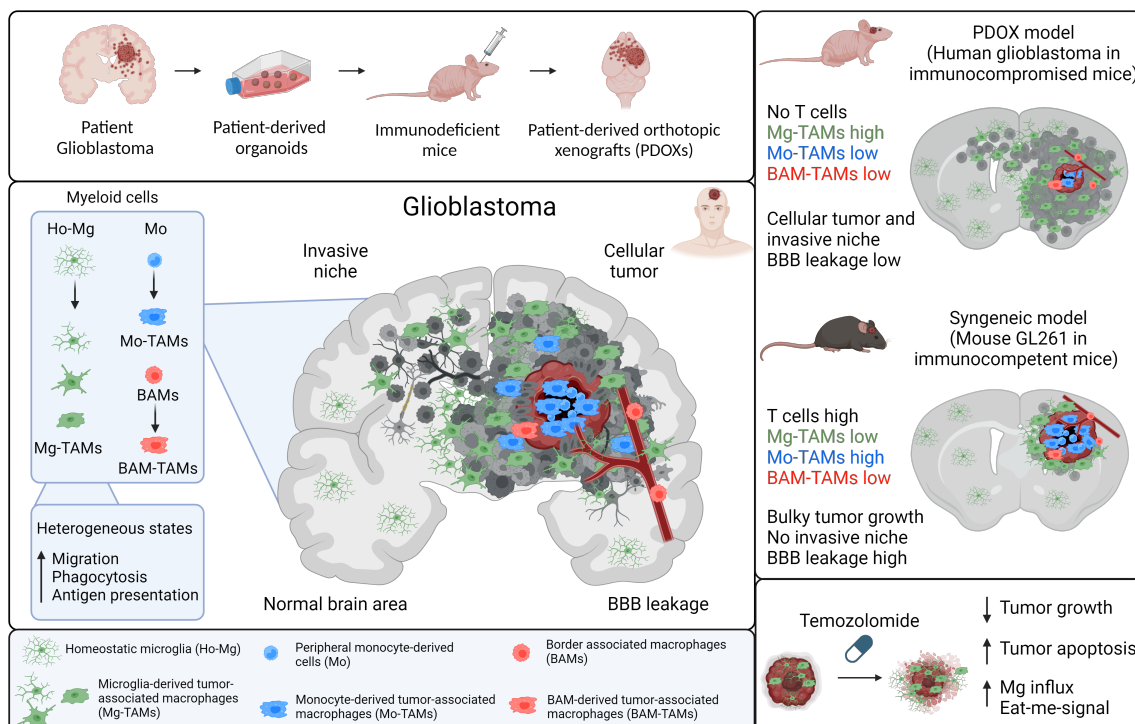 Patient
Glioblastoma
Patient-derived
organoids
Immunodeficient
mice
Patient-derived orthotopic
xenografts (PDOXs)
Myeloid cells
Ho-Mg
Mo
Mo-TAMs
BAMs
Mg-TAMs
BAM-TAMs
Heterogeneous states
Migration
Phagocytosis
Antigen presentation
Glioblastoma
Invasive
niche
Cellular
tumor
Normal brain area
BBB leakage
Homeostatic microglia (Ho-Mg)
Microglia-derived tumor-
associated macrophages
(Mg-TAMs)
Peripheral monocyte-derived
cells (Mo)
Monocyte-derived tumor-associated
macrophages (Mo-TAMs)
Border associated macrophages
(BAMs)
BAM-derived tumor-associated
macrophages (BAM-TAMs)
PDOX model
(Human glioblastoma in
immunocompromised mice)
No T cells
Mg-TAMs high
Mo-TAMs low
BAM-TAMs low
Cellular tumor and
invasive niche
BBB leakage low
Syngeneic model
(Mouse GL261 in
immunocompetent mice)
T cells high
Mg-TAMs low
Mo-TAMs high
BAM-TAMs low
Bulky tumor growth
No invasive niche
BBB leakage high
Temozolomide
Tumor growth
Tumor apoptosis
Mg influx
Eat-me-signal